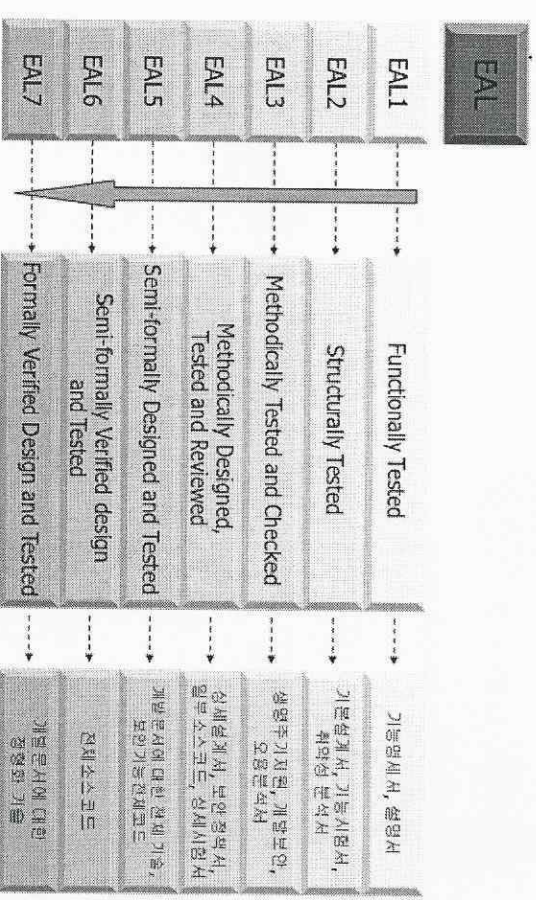 EAL
EAL1
Functionally Tested
기능명세서, 설명서
EAL2
Structurally Tested
기본설계서, 기능시험서,
취약성 분석서
EAL3
Methodically Tested and Checked
생명주기지원, 개발보안,
오용분석서
EAL4
Methodically Designed,
Tested and Reviewed
상세설계서, 보안정책서,
일부소스코드, 상세시험서
EAL5
Semi-formally Designed and Tested
개발문서에 대한 전체 기술,
보안기능전체코드
EAL6
Semi-formally Verified design
and Tested
전체소스코드
EAL7
Formally Verified Design and Tested
개발문서에 대한
정형화 기술